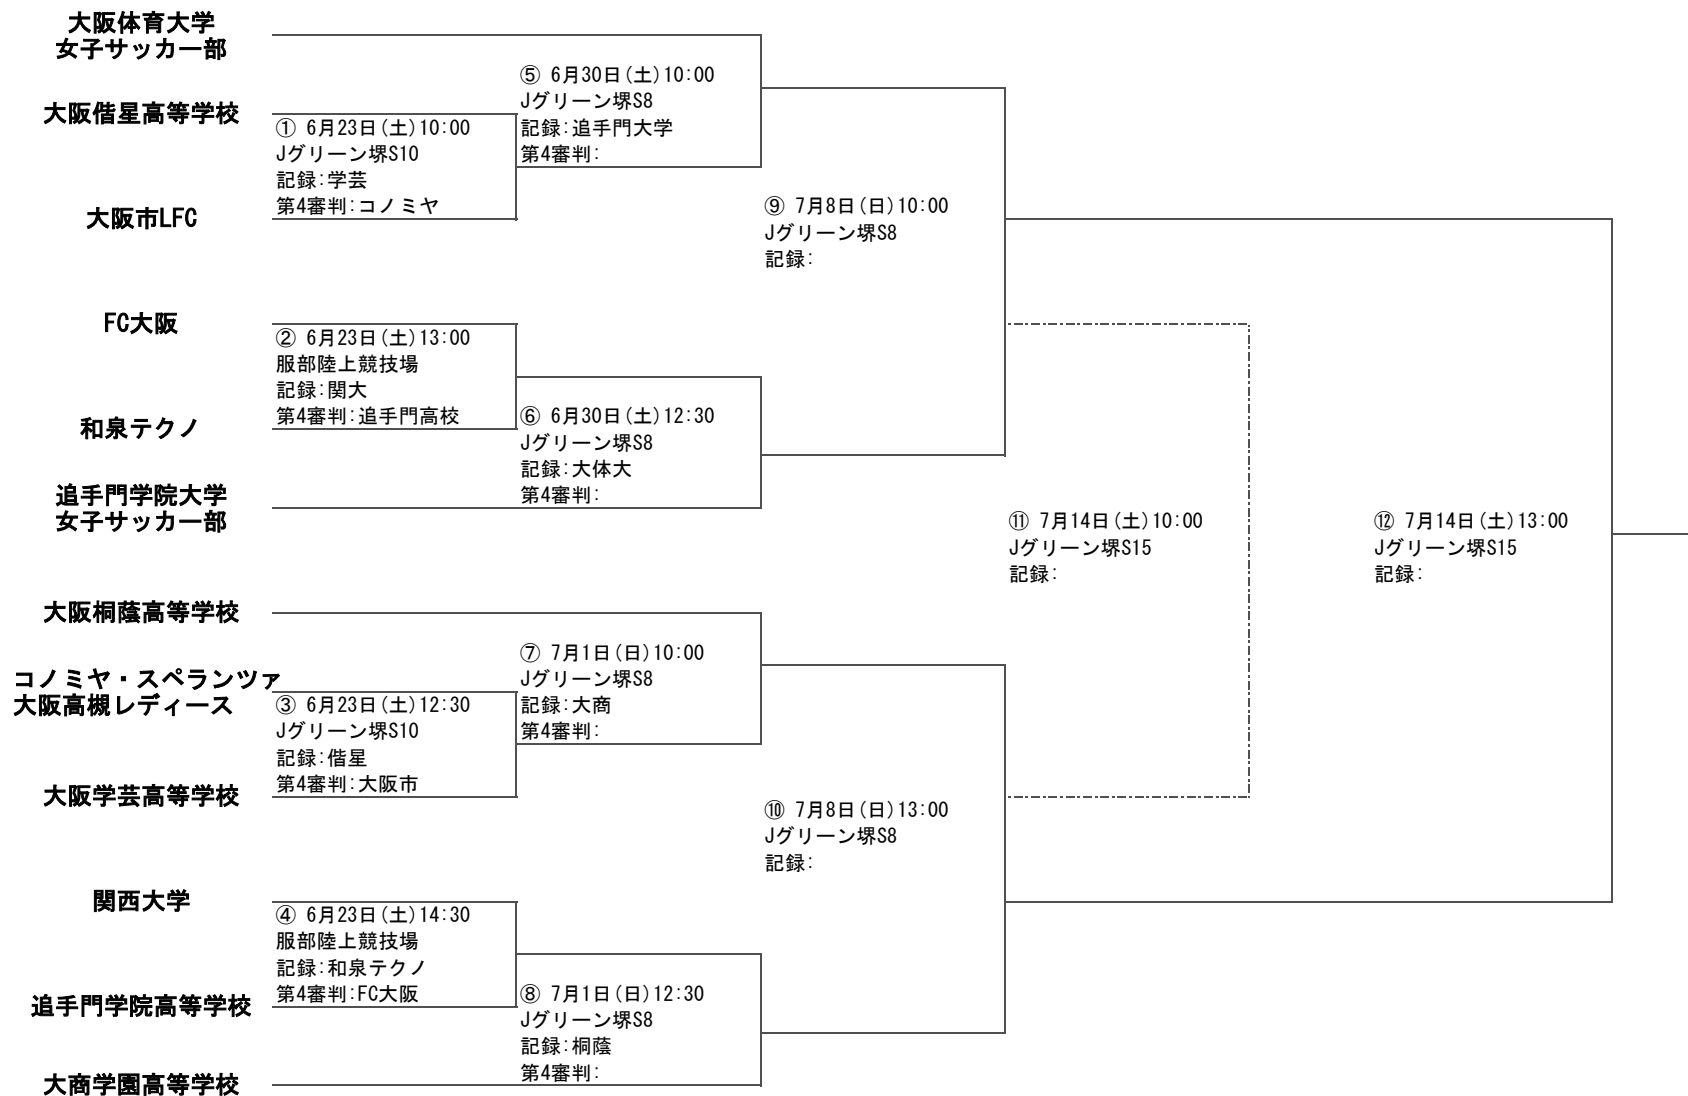 大阪体育大学
女子サッカー部
⑤ 6月30日(土)10:00
Jグリーン堺S8
記録:追手門大学
第4審判:
大阪偕星高等学校
① 6月23日(土)10:00
Jグリーン堺S10
記録:学芸
第4審判:コノミヤ
大阪市LFC
⑨ 7月8日(日)10:00
Jグリーン堺S8
記録:
FC大阪
② 6月23日(土)13:00
服部陸上競技場
記録:関大
第4審判:追手門高校
和泉テクノ
⑥ 6月30日(土)12:30
Jグリーン堺S8
記録:大体大
第4審判:
追手門学院大学
女子サッカー部
⑪ 7月14日(土)10:00
Jグリーン堺S15
記録:
⑫ 7月14日(土)13:00
Jグリーン堺S15
記録:
大阪桐蔭高等学校
⑦ 7月1日(日)10:00
Jグリーン堺S8
記録:大商
第4審判:
コノミヤ・スペランツァ
大阪高槻レディース
③ 6月23日(土)12:30
Jグリーン堺S10
記録:偕星
第4審判:大阪市
大阪学芸高等学校
⑩ 7月8日(日)13:00
Jグリーン堺S8
記録:
関西大学
④ 6月23日(土)14:30
服部陸上競技場
記録:和泉テクノ
第4審判:FC大阪
追手門学院高等学校
⑧ 7月1日(日)12:30
Jグリーン堺S8
記録:桐蔭
第4審判:
大商学園高等学校